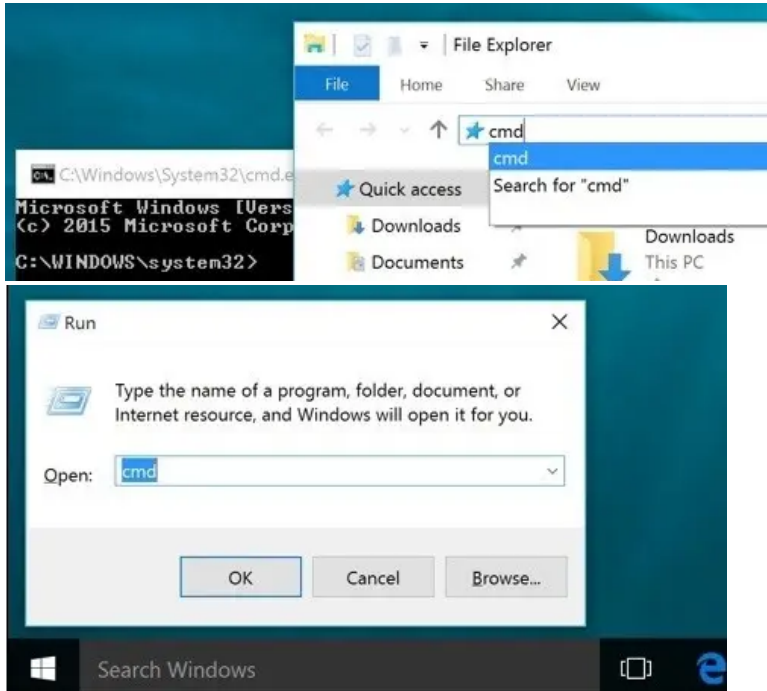 File Explorer
File Home Share View
cmd
cmd
Search for "cmd"
C:\Windows\System32\cmd.e
Microsoft Windows [Vers
(c) 2015 Microsoft Corp
C:\WINDOWS\system32>
Quick access
Downloads
Documents
Downloads
This PC
Run
Type the name of a program, folder, document, or
Internet resource, and Windows will open it for you.
Open: cmd
OK Cancel Browse...
Search Windows